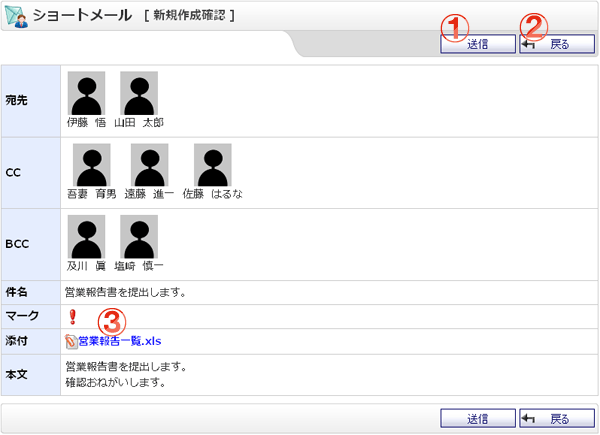 ショートメール [ 新規作成確認 ]
① ②
送信 戻る
宛先
伊藤 悟 山田 太郎
CC
吾妻 育男 遠藤 進一 佐藤 はるな
BCC
及川 眞 塩崎 慎一
件名 営業報告書を提出します。
マーク ③
添付 営業報告一覧.xls
本文 営業報告書を提出します。
確認おねがいします。
送信 戻る